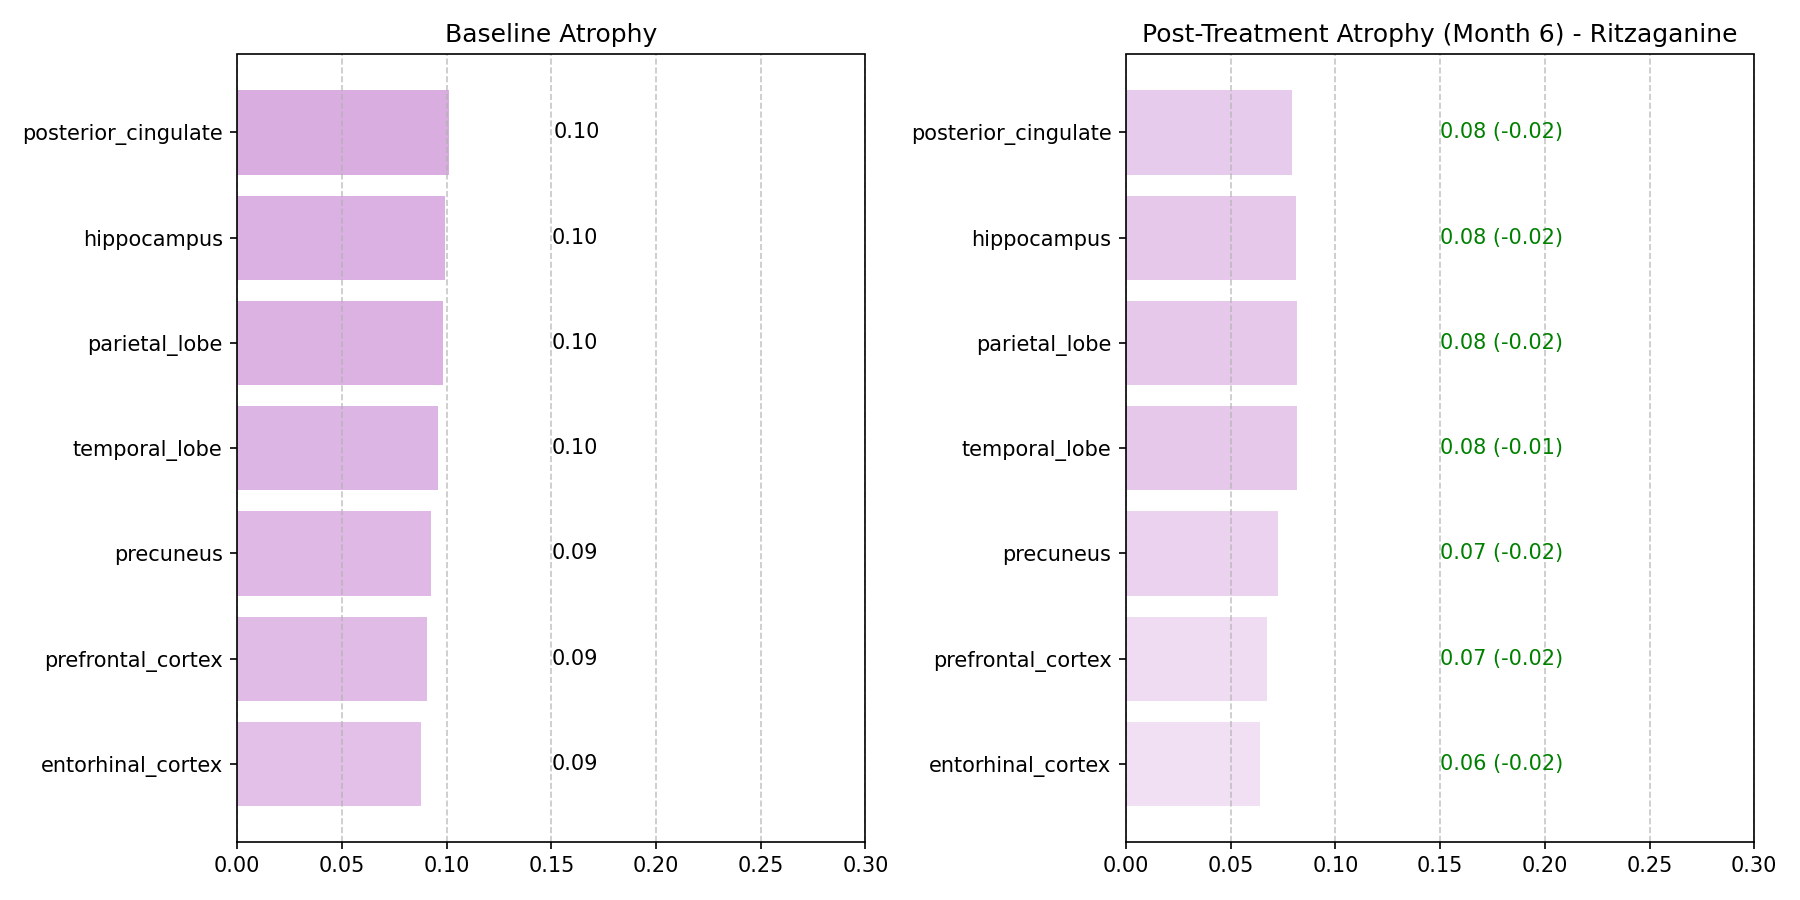 Baseline Atrophy
posterior_cingulate
0.10
hippocampus
0.10
parietal_lobe
0.10
temporal_lobe
0.10
precuneus
0.09
prefrontal_cortex
0.09
entorhinal_cortex
0.09
0.00 0.05 0.10 0.15 0.20 0.25 0.30
Post-Treatment Atrophy (Month 6) - Ritzaganine
posterior_cingulate
0.08 (-0.02)
hippocampus
0.08 (-0.02)
parietal_lobe
0.08 (-0.02)
temporal_lobe
0.08 (-0.01)
precuneus
0.07 (-0.02)
prefrontal_cortex
0.07 (-0.02)
entorhinal_cortex
0.06 (-0.02)
0.00 0.05 0.10 0.15 0.20 0.25 0.30